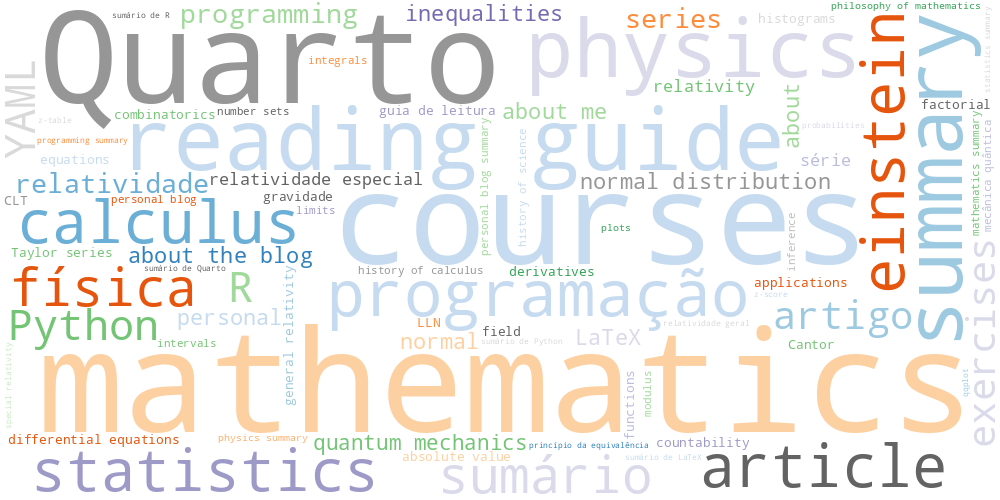 sumário de R
programming
inequalities
series
histograms
philosophy of mathematics
Quarto
physics
einstein
summary
statistics summary
integrals
YAML
relativity
combinatorics
number sets
guia de leitura
about me
about
factorial
z-table
probabilities
programming summary
reading guide
equations
personal blog summary
history of science
série
mathematics summary
mecânica quântica
relatividade
relatividade especial
normal distribution
CLT
personal blog
gravidade
limits
calculus
courses
plots
inference
Taylor series
about the blog
exercises
física
sumário de Quarto
R
history of calculus
derivatives
applications
general relativity
programação
z-score
artigo
Python
personal
LLN
field
LaTeX
relatividade geral
special relativity
intervals
normal
sumário de Python
Cantor
mathematics
functions
modulus
qqplot
differential equations
physics summary
quantum mechanics
princípio da equivalência
countability
statistics
absolute value
sumário
sumário de LaTeX
article